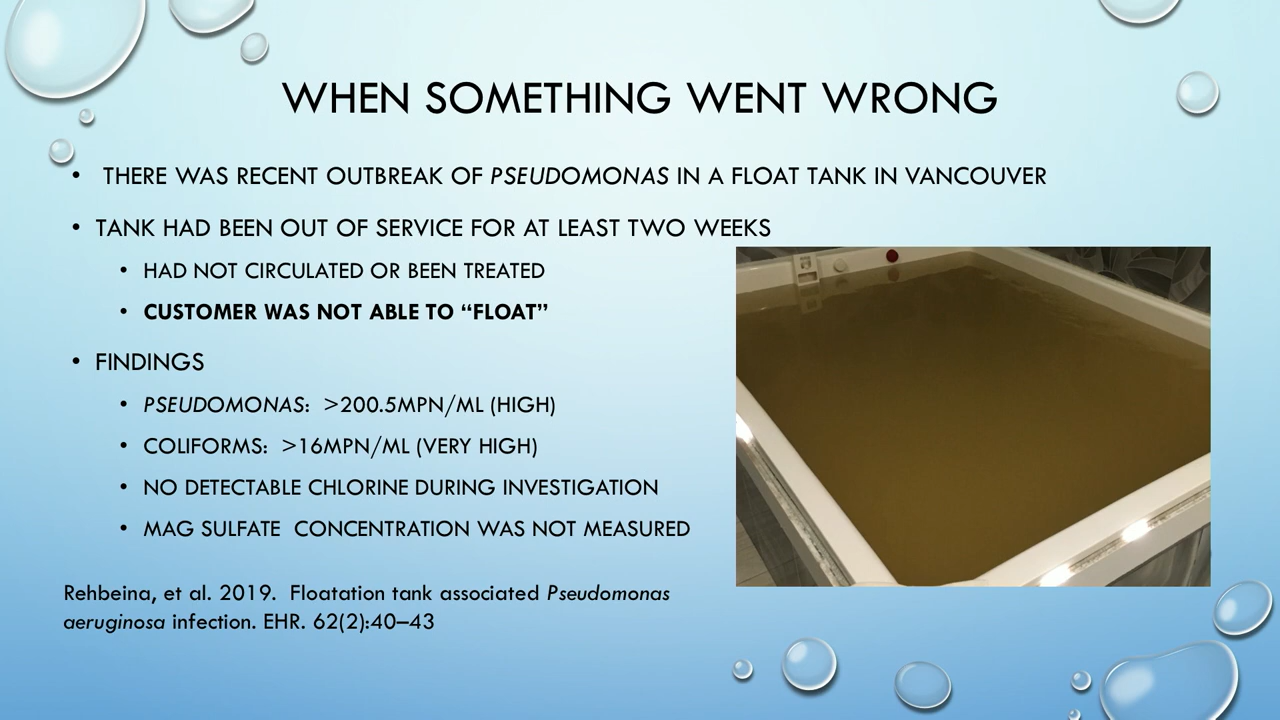 WHEN SOMETHING WENT WRONG
• THERE WAS RECENT OUTBREAK OF PSEUDOMONAS IN A FLOAT TANK IN VANCOUVER
• TANK HAD BEEN OUT OF SERVICE FOR AT LEAST TWO WEEKS
• HAD NOT CIRCULATED OR BEEN TREATED
• CUSTOMER WAS NOT ABLE TO “FLOAT”
• FINDINGS
• PSEUDOMONAS: >200.5MPN/ML (HIGH)
• COLIFORMS: >16MPN/ML (VERY HIGH)
• NO DETECTABLE CHLORINE DURING INVESTIGATION
• MAG SULFATE CONCENTRATION WAS NOT MEASURED
Rehbeina, et al. 2019. Floatation tank associated Pseudomonas
aeruginosa infection. EHR. 62(2):40–43